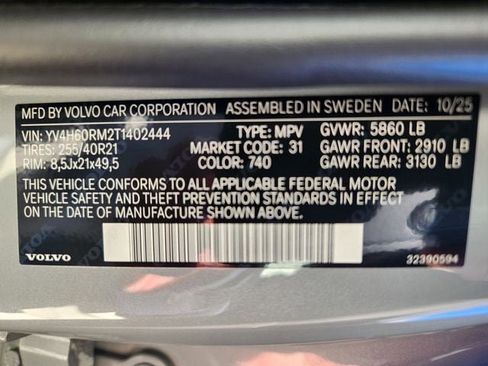 MFD BY VOLVO CAR CORPORATION ASSEMBLED IN SWEDEN DATE: 10/25
VIN: YV4H60RM2T1402444 TYPE: MPV GVWR: 5860 LB
TIRES: 255/40R21 MARKET CODE: 31 GAWR FRONT: 2910 LB
RIM: 8,5Jx21x49,5 COLOR: 740 GAWR REAR: 3130 LB
THIS VEHICLE CONFORMS TO ALL APPLICABLE FEDERAL MOTOR
VEHICLE SAFETY AND THEFT PREVENTION STANDARDS IN EFFECT
ON THE DATE OF MANUFACTURE SHOWN ABOVE.
VOLVO 32390594